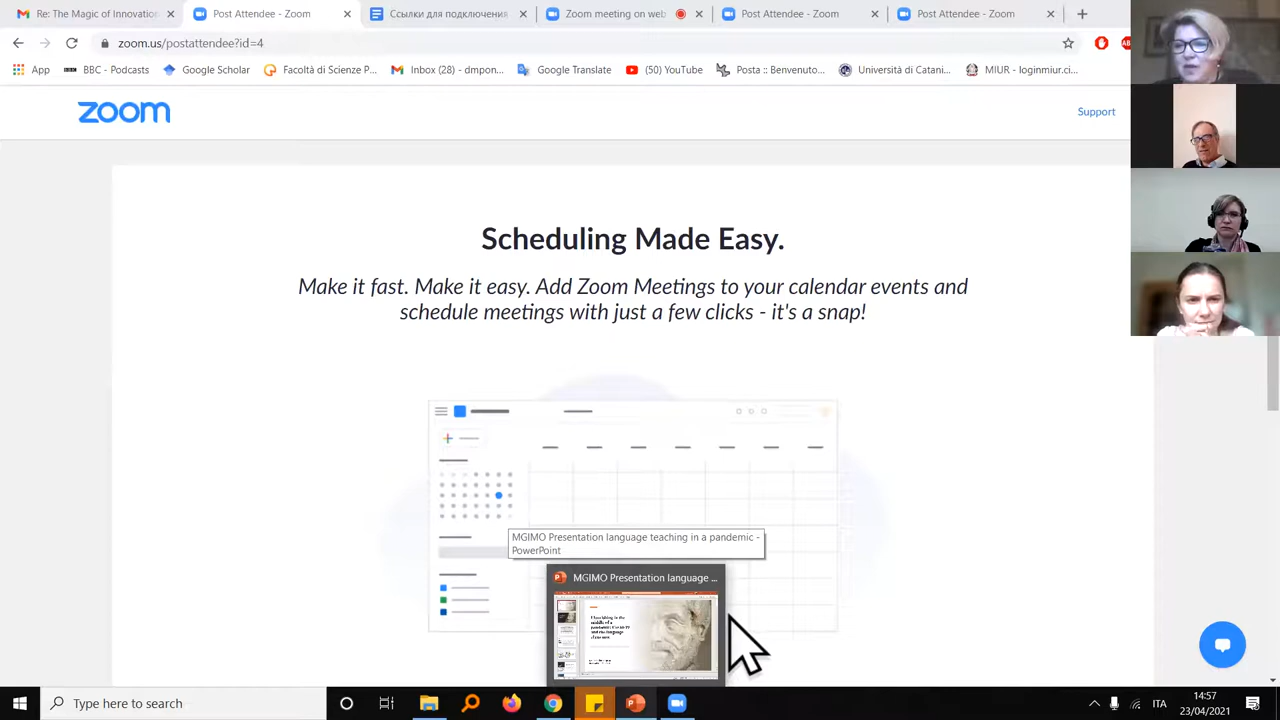 Re: The Magic of Innovation
Post Attendee - Zoom
Ссылки для подключения
Zoom meeting on web
Post Attendee - Zoom
Post Attendee - Zoom
zoom.us/postattendee?id=4
App
BBC - Podcasts
Google Scholar
Facoltà di Scienze P...
Inbox (28) - dmpon...
Google Translate
(50) YouTube
Posta :: Benvenuto...
Università di Catani...
MIUR - loginmiur.ci...
zoom
Support
Scheduling Made Easy.
Make it fast. Make it easy. Add Zoom Meetings to your calendar events and
schedule meetings with just a few clicks - it's a snap!
MGIMO Presentation language teaching in a pandemic -
PowerPoint
MGIMO Presentation language ...
Type here to search
ITA
14:57
23/04/2021